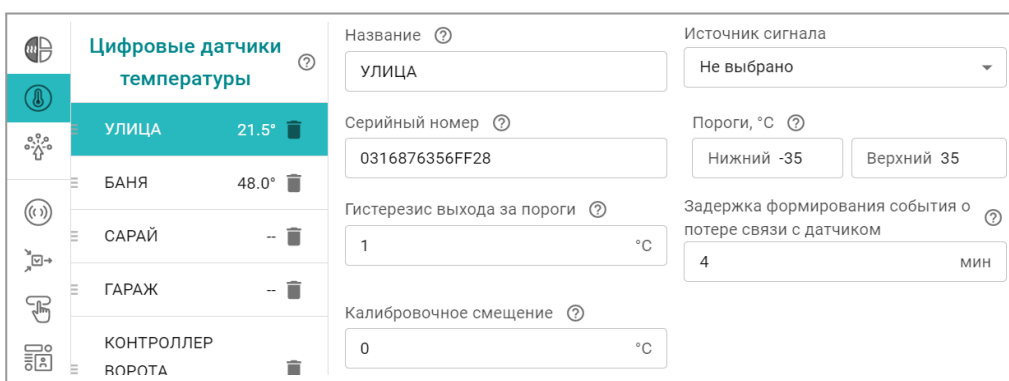 Цифровые датчики
температуры
УЛИЦА 21.5°
БАНЯ 48.0°
САРАЙ --
ГАРАЖ --
КОНТРОЛЛЕР
ВОРОТА
Название
УЛИЦА
Источник сигнала
Не выбрано
Серийный номер
0316876356FF28
Пороги, °C
Нижний -35 Верхний 35
Гистерезис выхода за пороги
1 °C
Задержка формирования события о
потере связи с датчиком
4 мин
Калибровочное смещение
0 °C